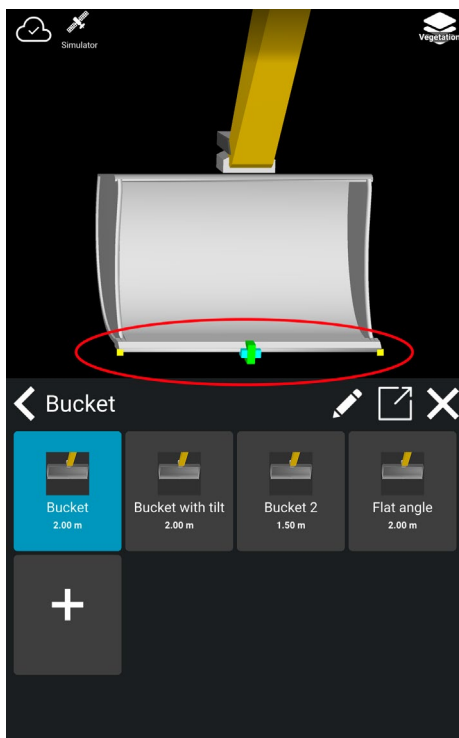 Simulator
Vegetation
Bucket
Bucket
2.00 m
Bucket with tilt
2.00 m
Bucket 2
1.50 m
Flat angle
2.00 m